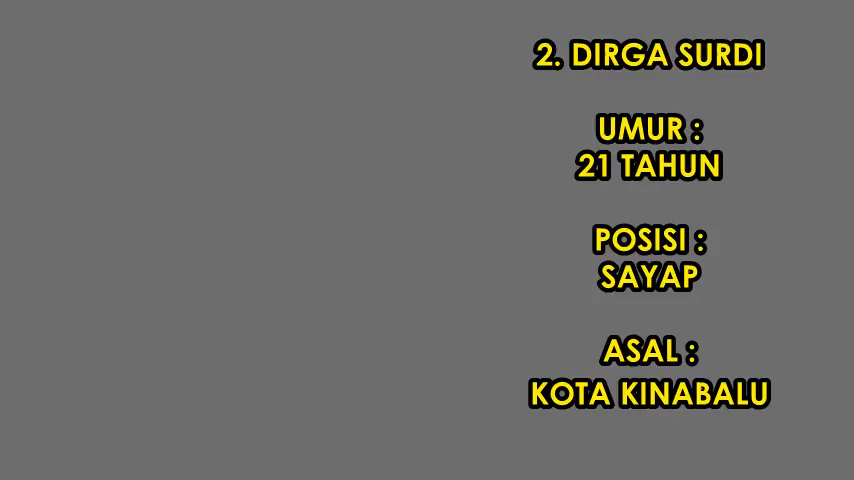 2. DIRGA SURDI
UMUR :
21 TAHUN
POSISI :
SAYAP
ASAL :
KOTA KINABALU